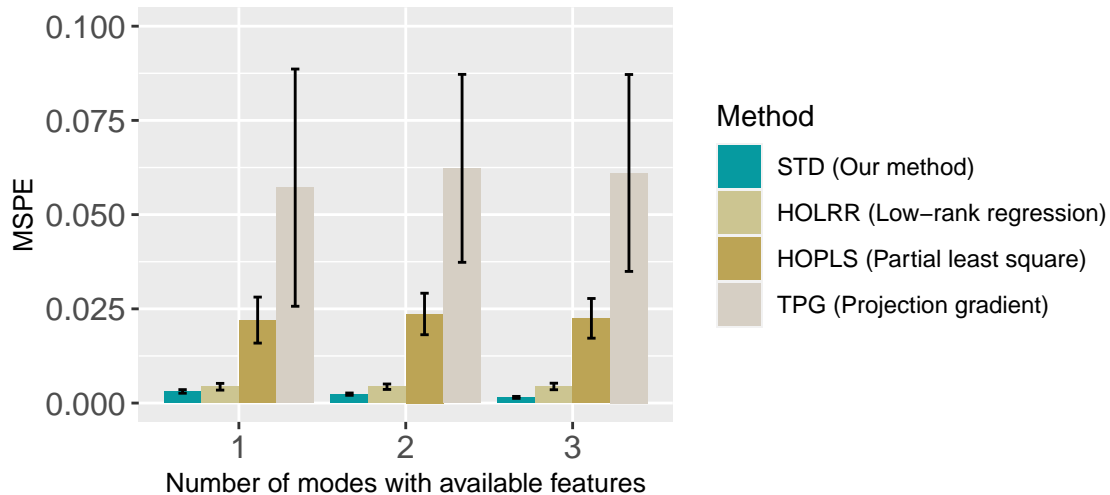 0.100
0.075
0.050
0.025
0.000
MSPE
1
2
3
Number of modes with available features
Method
STD (Our method)
HOLRR (Low−rank regression)
HOPLS (Partial least square)
TPG (Projection gradient)